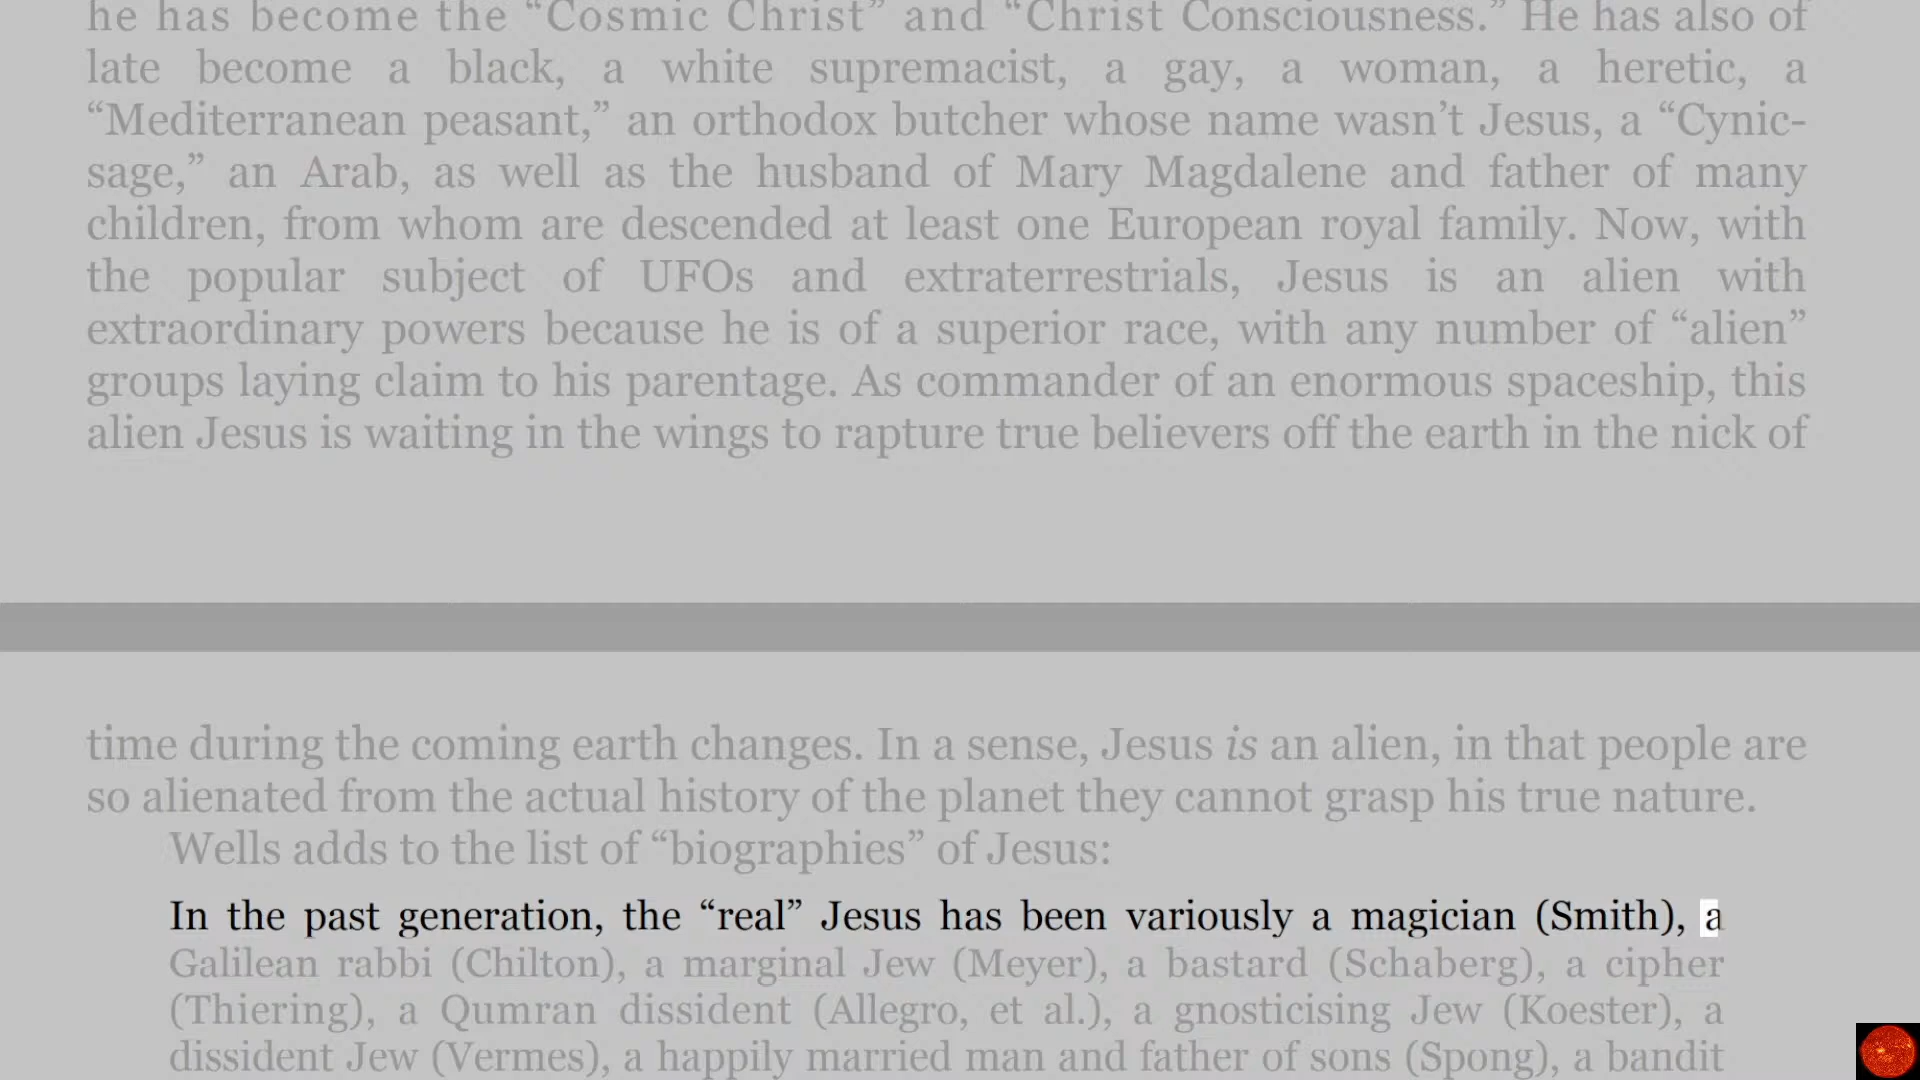 he has become the “Cosmic Christ” and “Christ Consciousness.” He has also of
late become a black, a white supremacist, a gay, a woman, a heretic, a
“Mediterranean peasant,” an orthodox butcher whose name wasn’t Jesus, a “Cynic-
sage,” an Arab, as well as the husband of Mary Magdalene and father of many
children, from whom are descended at least one European royal family. Now, with
the popular subject of UFOs and extraterrestrials, Jesus is an alien with
extraordinary powers because he is of a superior race, with any number of “alien”
groups laying claim to his parentage. As commander of an enormous spaceship, this
alien Jesus is waiting in the wings to rapture true believers off the earth in the nick of
time during the coming earth changes. In a sense, Jesus is an alien, in that people are
so alienated from the actual history of the planet they cannot grasp his true nature.
Wells adds to the list of “biographies” of Jesus:
In the past generation, the “real” Jesus has been variously a magician (Smith), a
Galilean rabbi (Chilton), a marginal Jew (Meyer), a bastard (Schaberg), a cipher
(Thiering), a Qumran dissident (Allegro, et al.), a gnosticising Jew (Koester), a
dissident Jew (Vermes), a happily married man and father of sons (Spong), a bandit